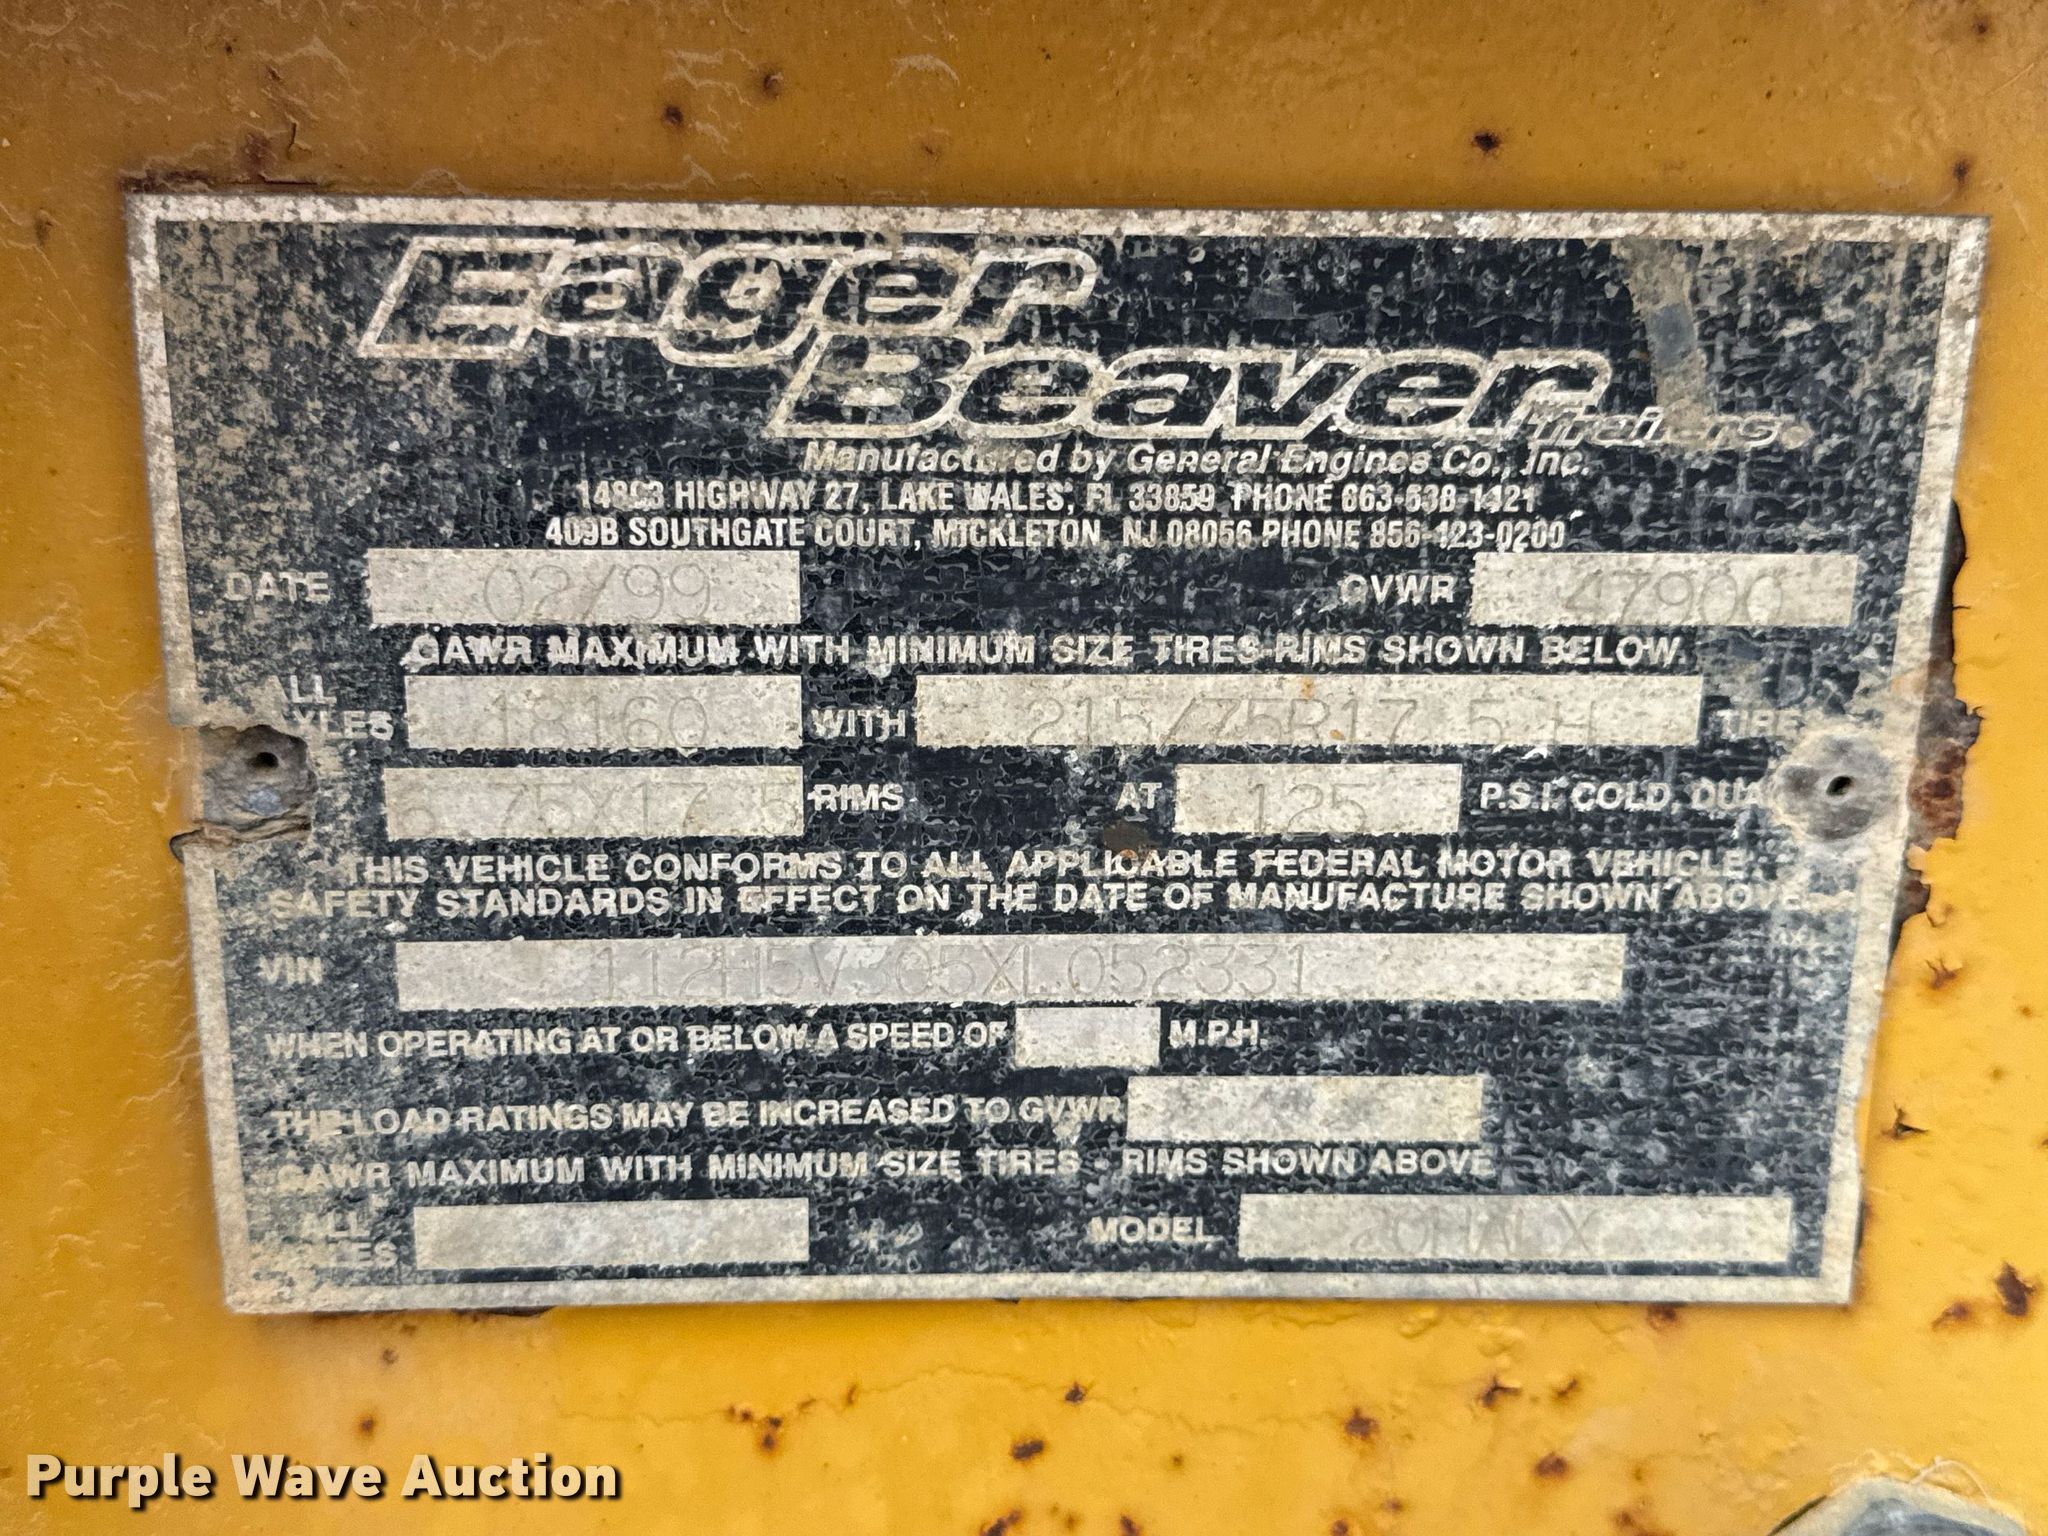 Eager
Beaver Trailers
Manufactured by General Engines Co., Inc.
14893 HIGHWAY 27, LAKE WALES, FL 33859 PHONE 863-638-1421
409B SOUTHGATE COURT, MICKLETON, NJ 08056 PHONE 856-423-0200
DATE 02/99 GVWR 47900
GAWR MAXIMUM WITH MINIMUM SIZE TIRES-RIMS SHOWN BELOW.
ALL AXLES 18160 WITH 215/75R17.5 H TIRES
6.75X17.5 RIMS AT 125 P.S.I. COLD, DUAL
THIS VEHICLE CONFORMS TO ALL APPLICABLE FEDERAL MOTOR VEHICLE
SAFETY STANDARDS IN EFFECT ON THE DATE OF MANUFACTURE SHOWN ABOVE.
VIN 112H5V305XL052331
WHEN OPERATING AT OR BELOW A SPEED OF M.P.H.
THE LOAD RATINGS MAY BE INCREASED TO GVWR
GAWR MAXIMUM WITH MINIMUM SIZE TIRES - RIMS SHOWN ABOVE
ALL AXLES MODEL 20HALX
Purple Wave Auction